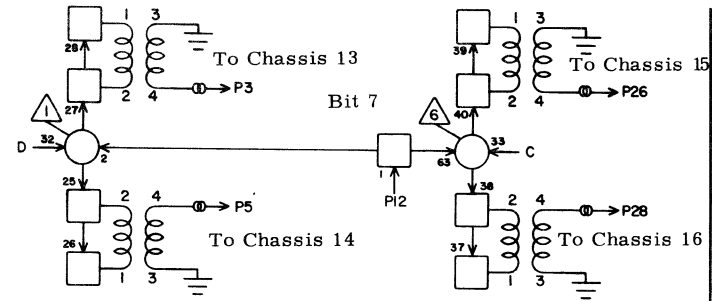 1 3
28
To Chassis 13
2 4
P3
27
1
Bit 7
D 32
2
1
P12
25
2 4
P5
26
To Chassis 14
1 3
1 3
39
To Chassis 15
2 4
P26
40
6
63
33
C
38
2 4
P28
37
To Chassis 16
1 3